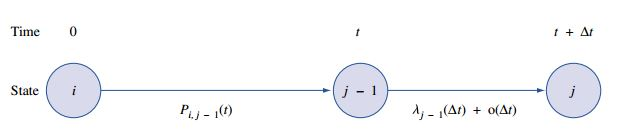 Time 0 t t + Δt
State i j − 1 j
P_{i,j − 1}(t) λ_{j − 1}(Δt) + o(Δt)